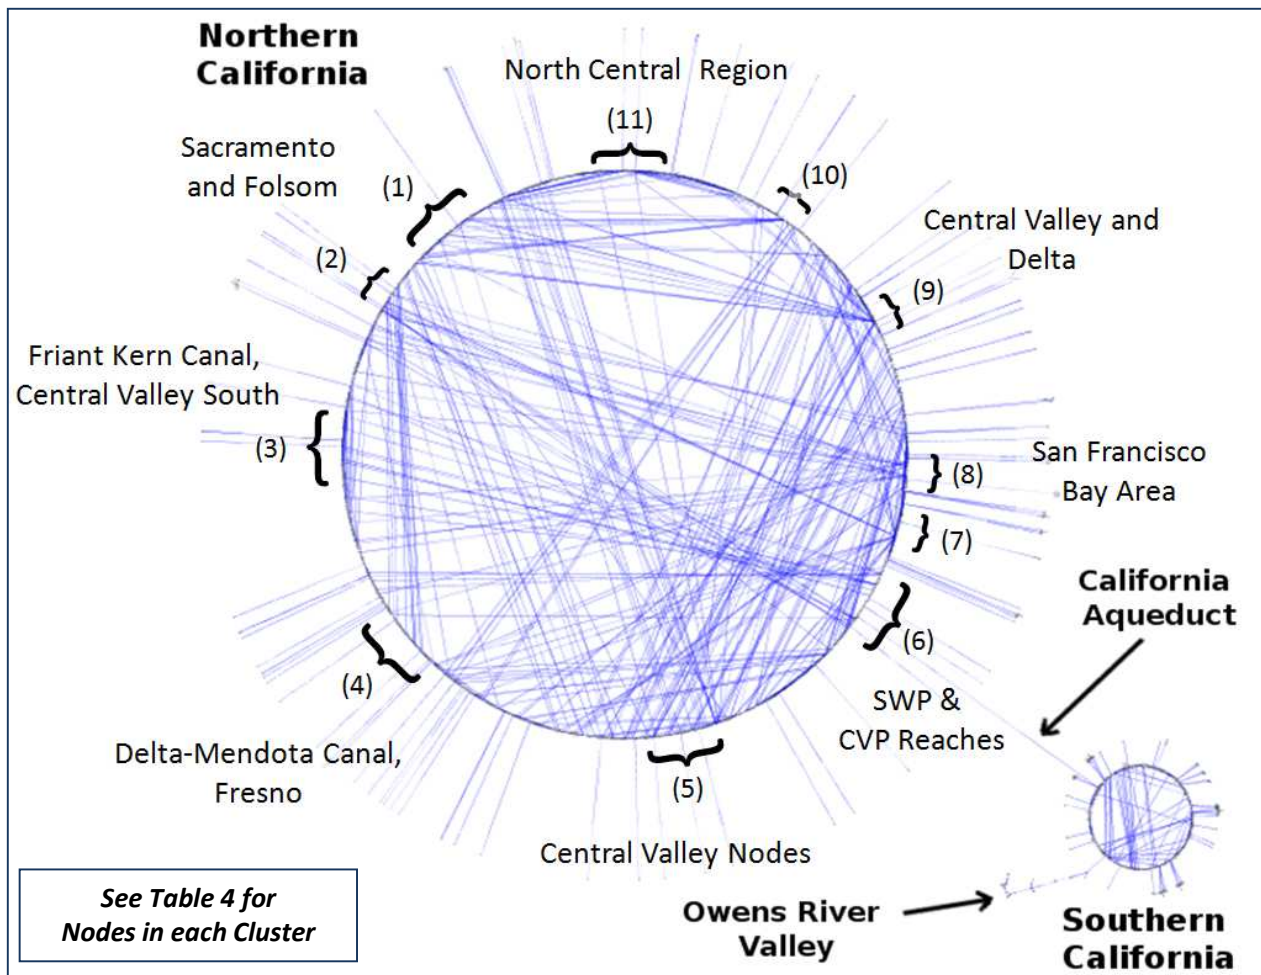 Northern
California
North Central Region
(11)
Sacramento
and Folsom
(1)
(10)
(2)
Central Valley and
Delta
(9)
Friant Kern Canal,
Central Valley South
(3)
San Francisco
Bay Area
(8)
(7)
California
Aqueduct
(6)
(4)
SWP &
CVP Reaches
Delta-Mendota Canal,
Fresno
(5)
Central Valley Nodes
See Table 4 for
Nodes in each Cluster
Owens River
Valley
Southern
California